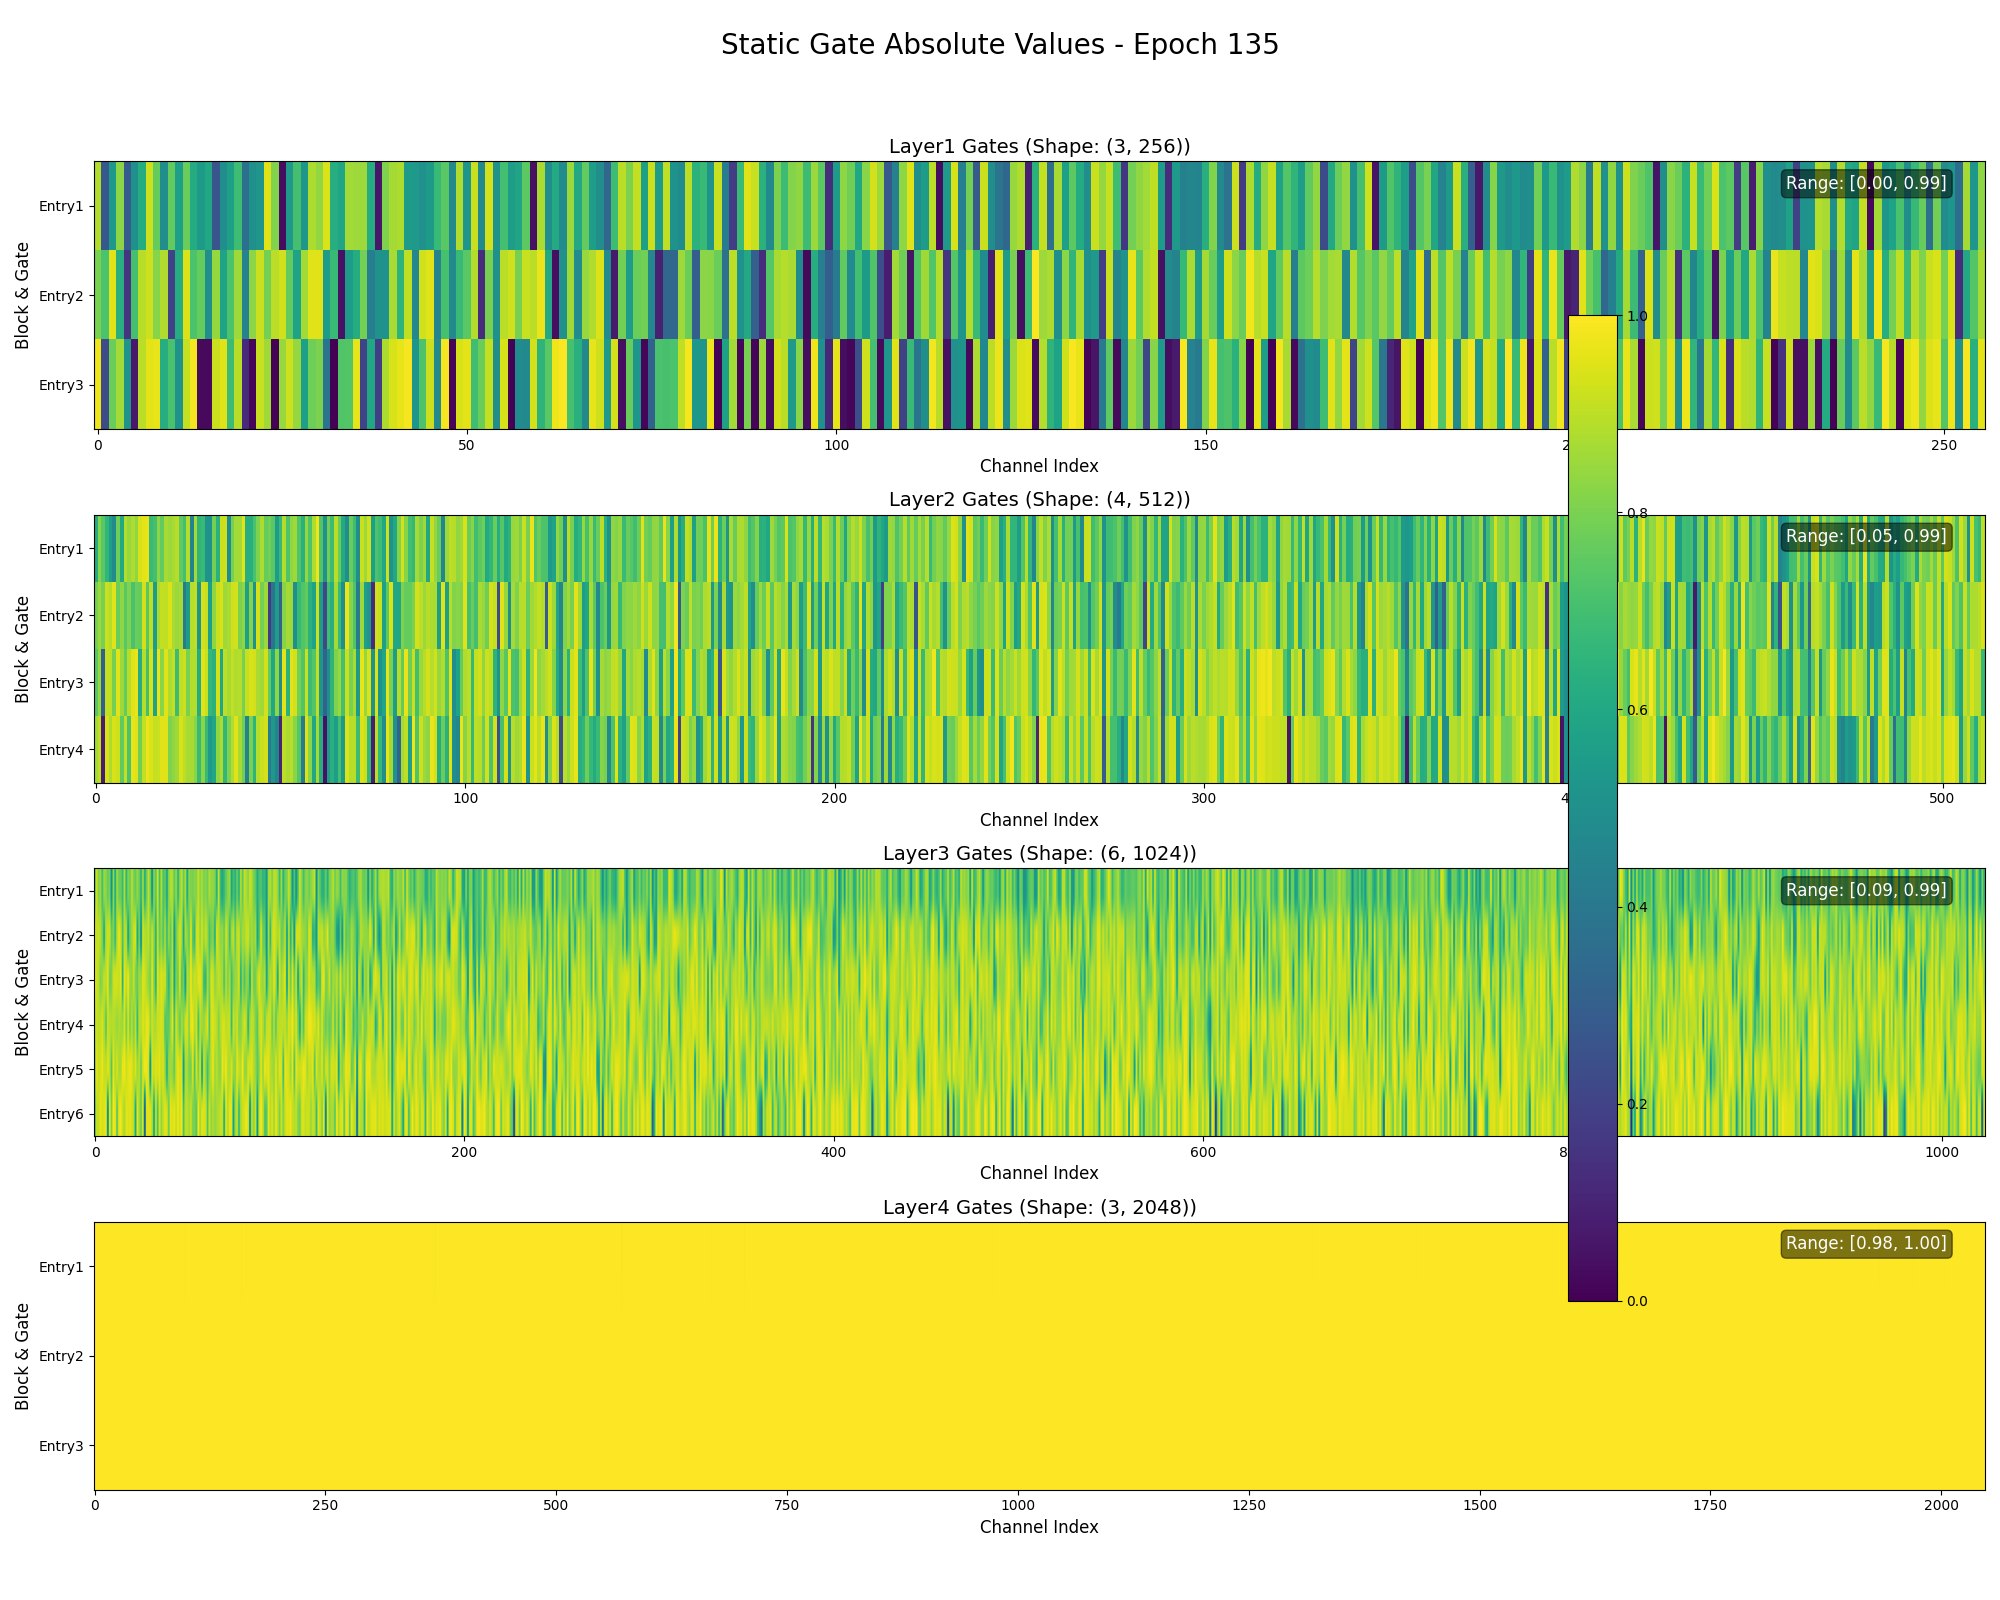 Static Gate Absolute Values - Epoch 135
Layer1 Gates (Shape: (3, 256))
Range: [0.00, 0.99]
Block & Gate
Entry1
Entry2
Entry3
0 50 100 150 250
Channel Index
Layer2 Gates (Shape: (4, 512))
Range: [0.05, 0.99]
Block & Gate
Entry1
Entry2
Entry3
Entry4
0 100 200 300 500
Channel Index
Layer3 Gates (Shape: (6, 1024))
Range: [0.09, 0.99]
Block & Gate
Entry1
Entry2
Entry3
Entry4
Entry5
Entry6
0 200 400 600 1000
Channel Index
Layer4 Gates (Shape: (3, 2048))
Range: [0.98, 1.00]
Block & Gate
Entry1
Entry2
Entry3
0 250 500 750 1000 1250 1500 1750 2000
Channel Index
1.0
0.8
0.6
0.4
0.2
0.0